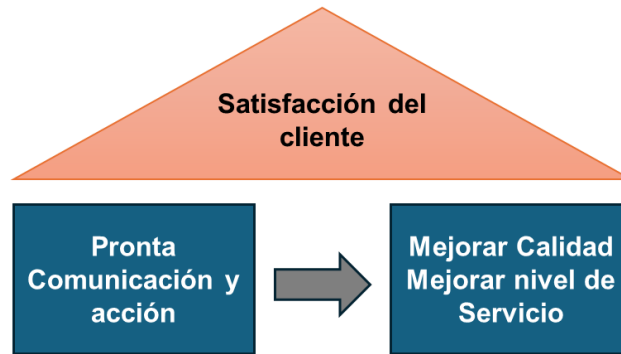 Satisfacción del
cliente
Pronta
Comunicación y
acción
Mejorar Calidad
Mejorar nivel de
Servicio